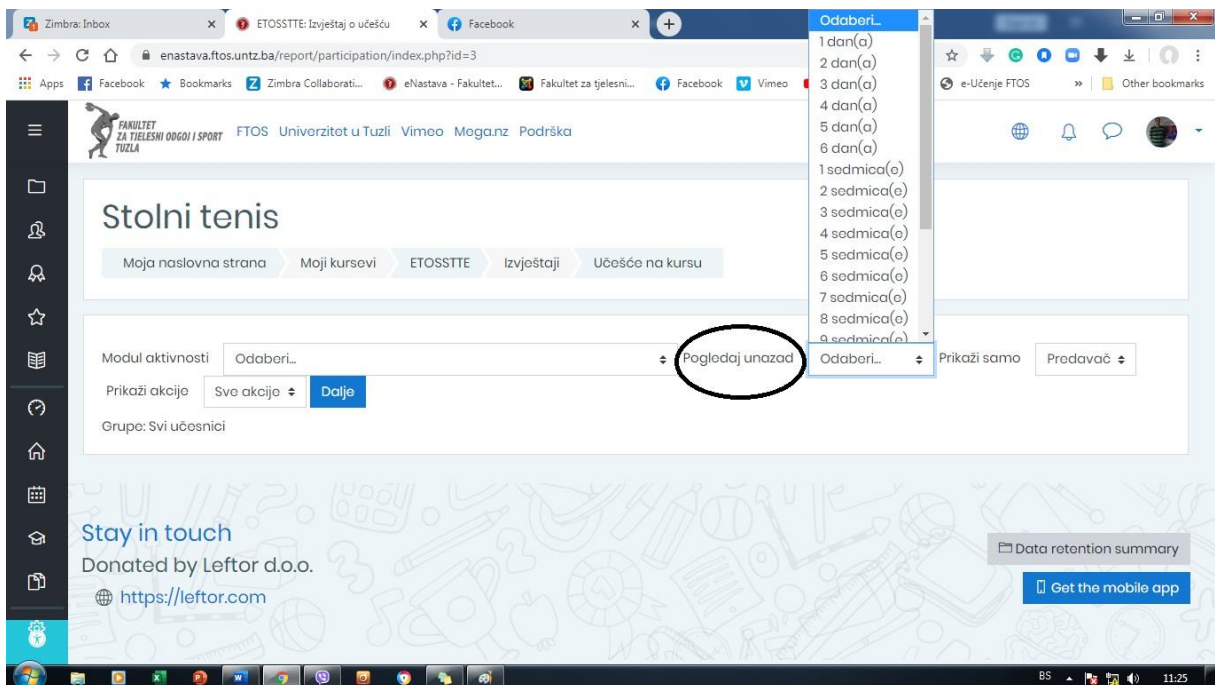 Zimbra: Inbox
ETOSSTTE: Izvještaj o učešću
Facebook
enastava.ftos.untz.ba/report/participation/index.php?id=3
Apps Facebook Bookmarks Zimbra Collaborati... eNastava - Fakultet... Fakultet za tjelesni... Facebook Vimeo e-Učenje FTOS » Other bookmarks
FAKULTET
ZA TJELESNI ODGOJ I SPORT
TUZLA
FTOS Univerzitet u Tuzli Vimeo Mega.nz Podrška
Stolni tenis
Moja naslovna strana Moji kursevi ETOSSTTE Izvještaji Učešće na kursu
Odaberi...
1 dan(a)
2 dan(a)
3 dan(a)
4 dan(a)
5 dan(a)
6 dan(a)
1 sedmica(e)
2 sedmica(e)
3 sedmica(e)
4 sedmica(e)
5 sedmica(e)
6 sedmica(e)
7 sedmica(e)
8 sedmica(e)
9 sedmica(e)
Modul aktivnosti Odaberi... Pogledaj unazad Odaberi... Prikaži samo Predavač
Prikaži akcije Sve akcije Dalje
Grupe: Svi učesnici
Stay in touch
Donated by Leftor d.o.o.
https://leftor.com
Data retention summary
Get the mobile app
BS 11:25